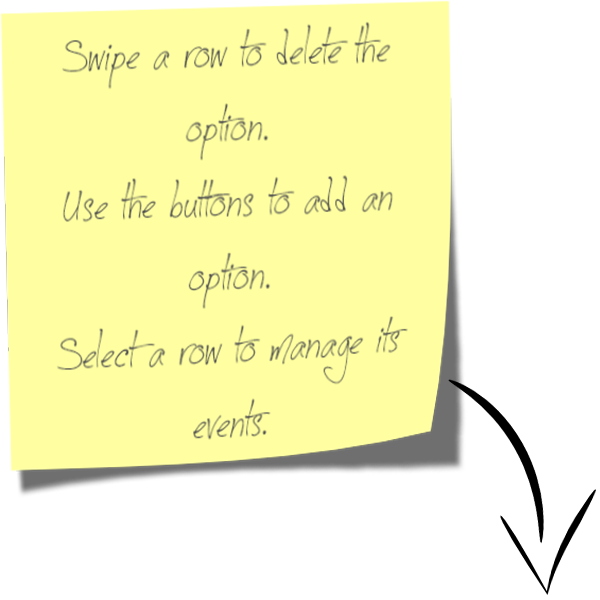 Swipe a row to delete the
option.
Use the buttons to add an
option.
Select a row to manage its
events.